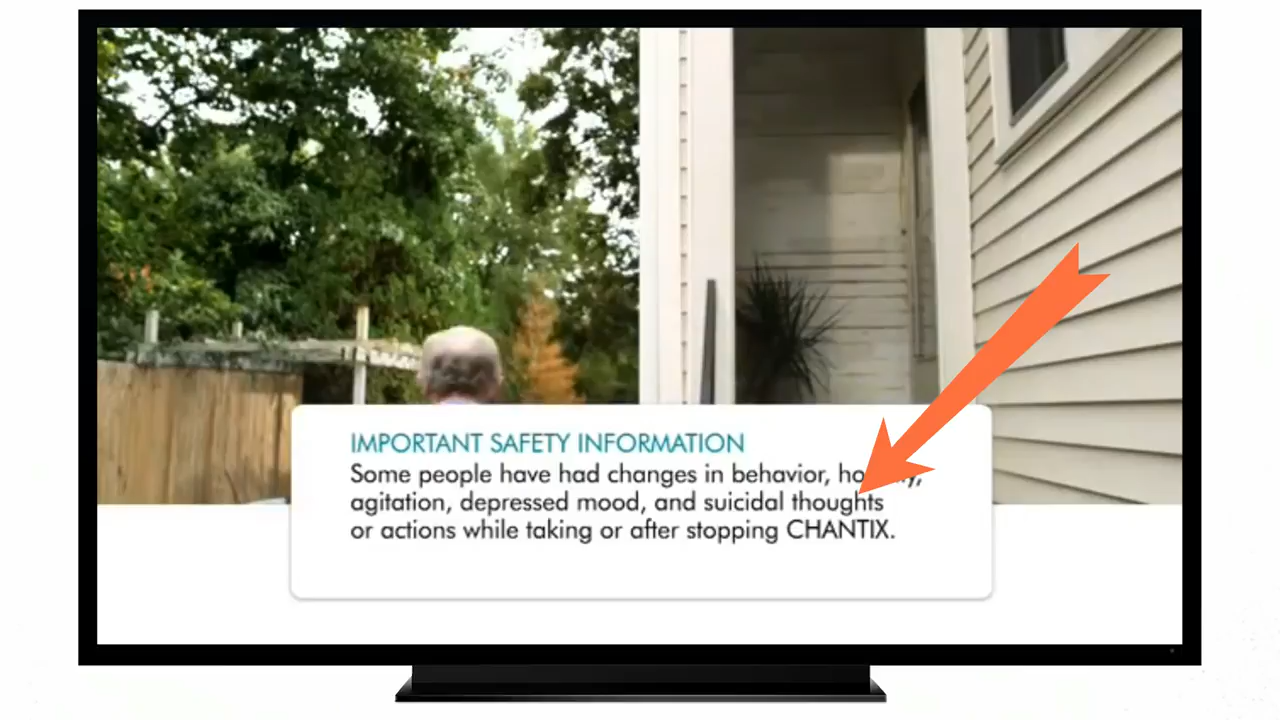 IMPORTANT SAFETY INFORMATION
Some people have had changes in behavior,
agitation, depressed mood, and suicidal thoughts
or actions while taking or after stopping CHANTIX.